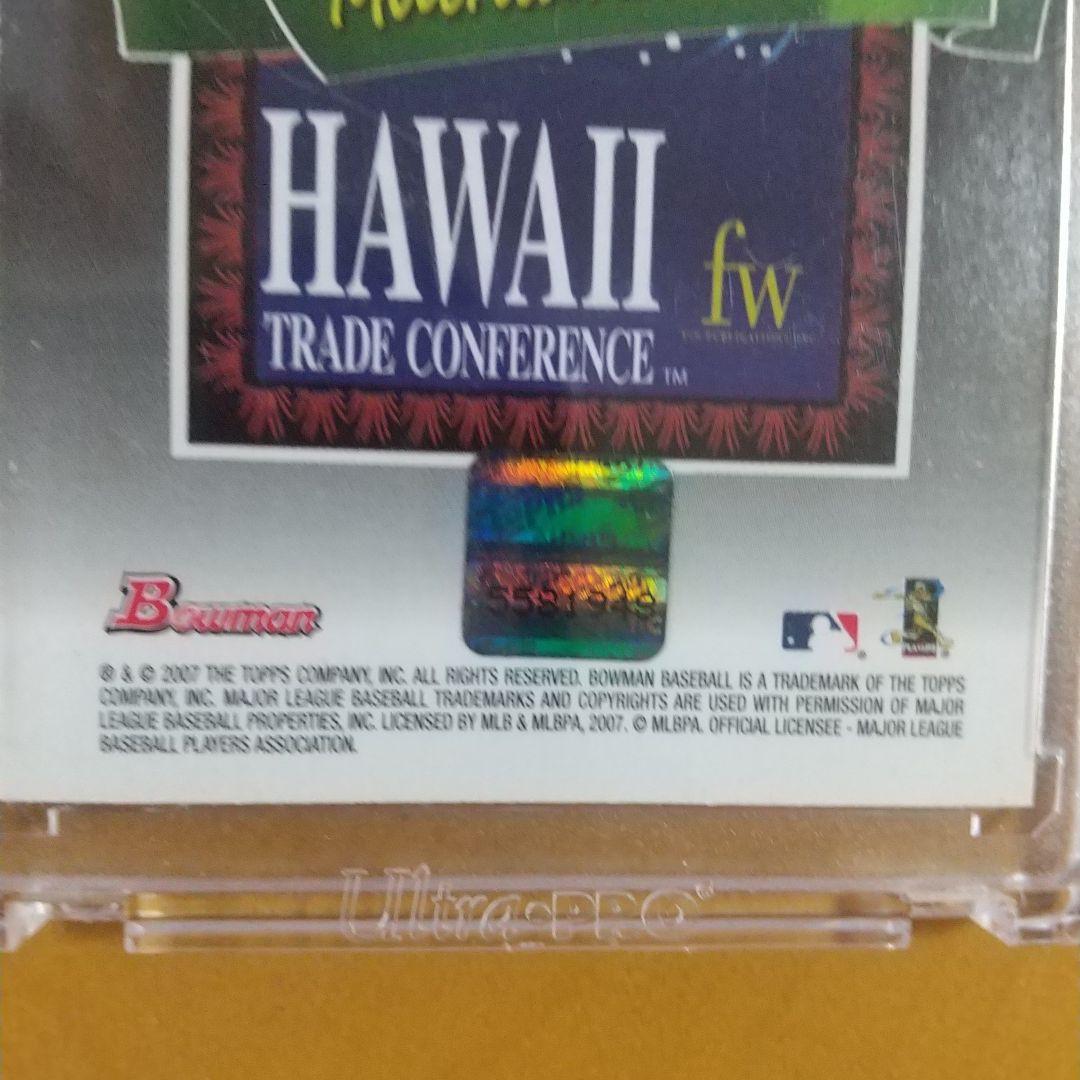 HAWAII
fw
TRADE CONFERENCE ™
Bowman
® & © 2007 THE TOPPS COMPANY, INC. ALL RIGHTS RESERVED. BOWMAN BASEBALL IS A TRADEMARK OF THE TOPPS
COMPANY, INC. MAJOR LEAGUE BASEBALL TRADEMARKS AND COPYRIGHTS ARE USED WITH PERMISSION OF MAJOR
LEAGUE BASEBALL PROPERTIES, INC. LICENSED BY MLB & MLBPA, 2007. © MLBPA. OFFICIAL LICENSEE - MAJOR LEAGUE
BASEBALL PLAYERS ASSOCIATION.
Ultra•PRO